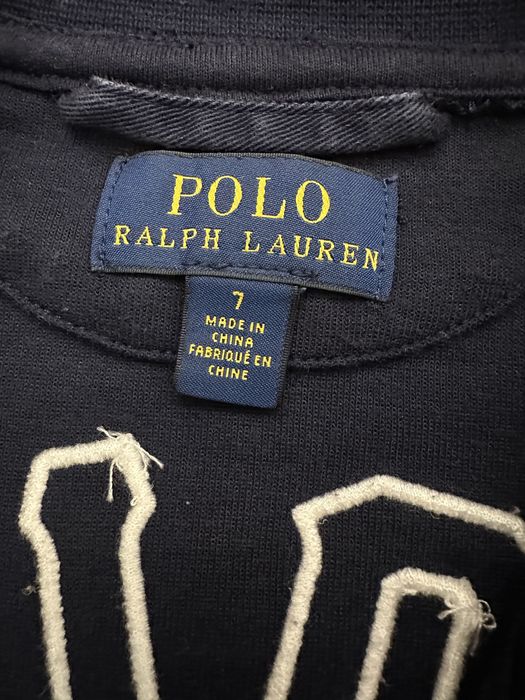 POLO
RALPH LAUREN
7
MADE IN
CHINA
FABRIQUÉ EN
CHINE